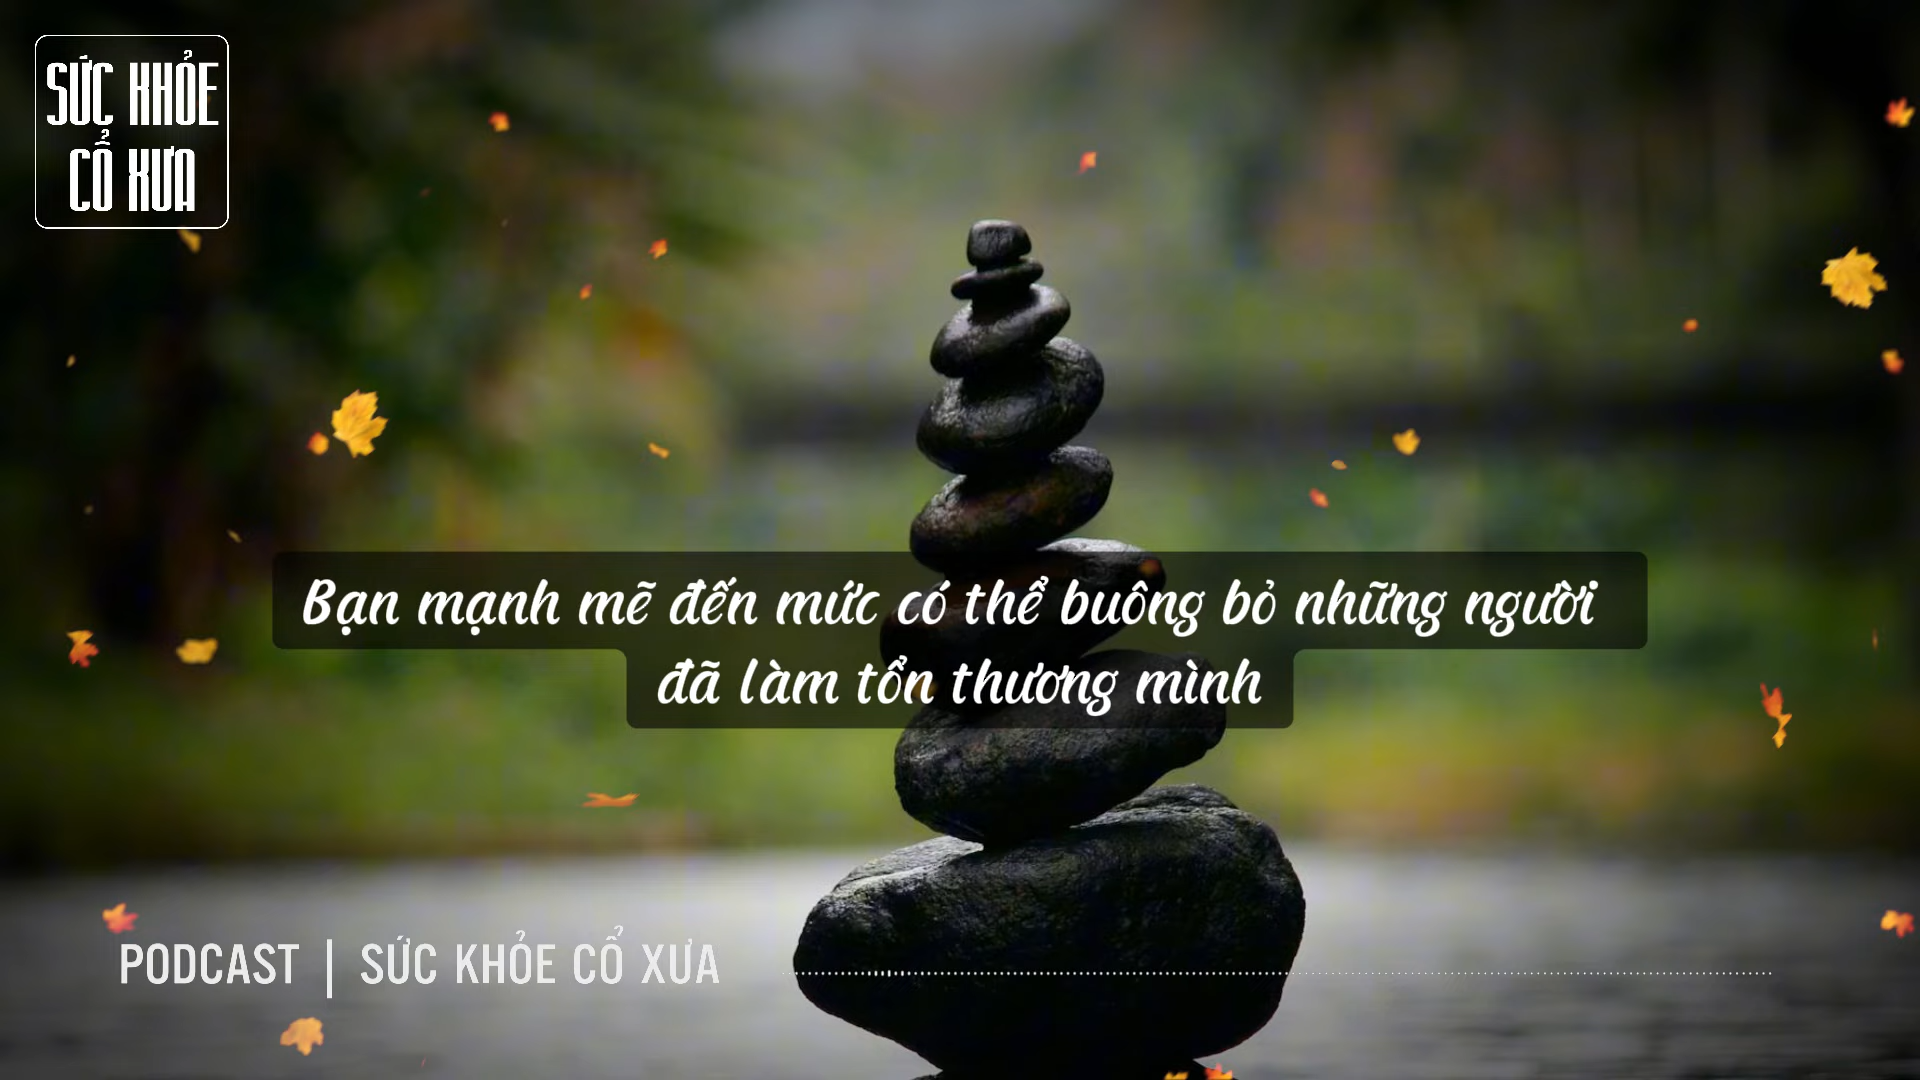 SỨC KHỎE
CỔ XƯA
Bạn mạnh mẽ đến mức có thể buông bỏ những người
đã làm tổn thương mình
PODCAST | SỨC KHỎE CỔ XƯA